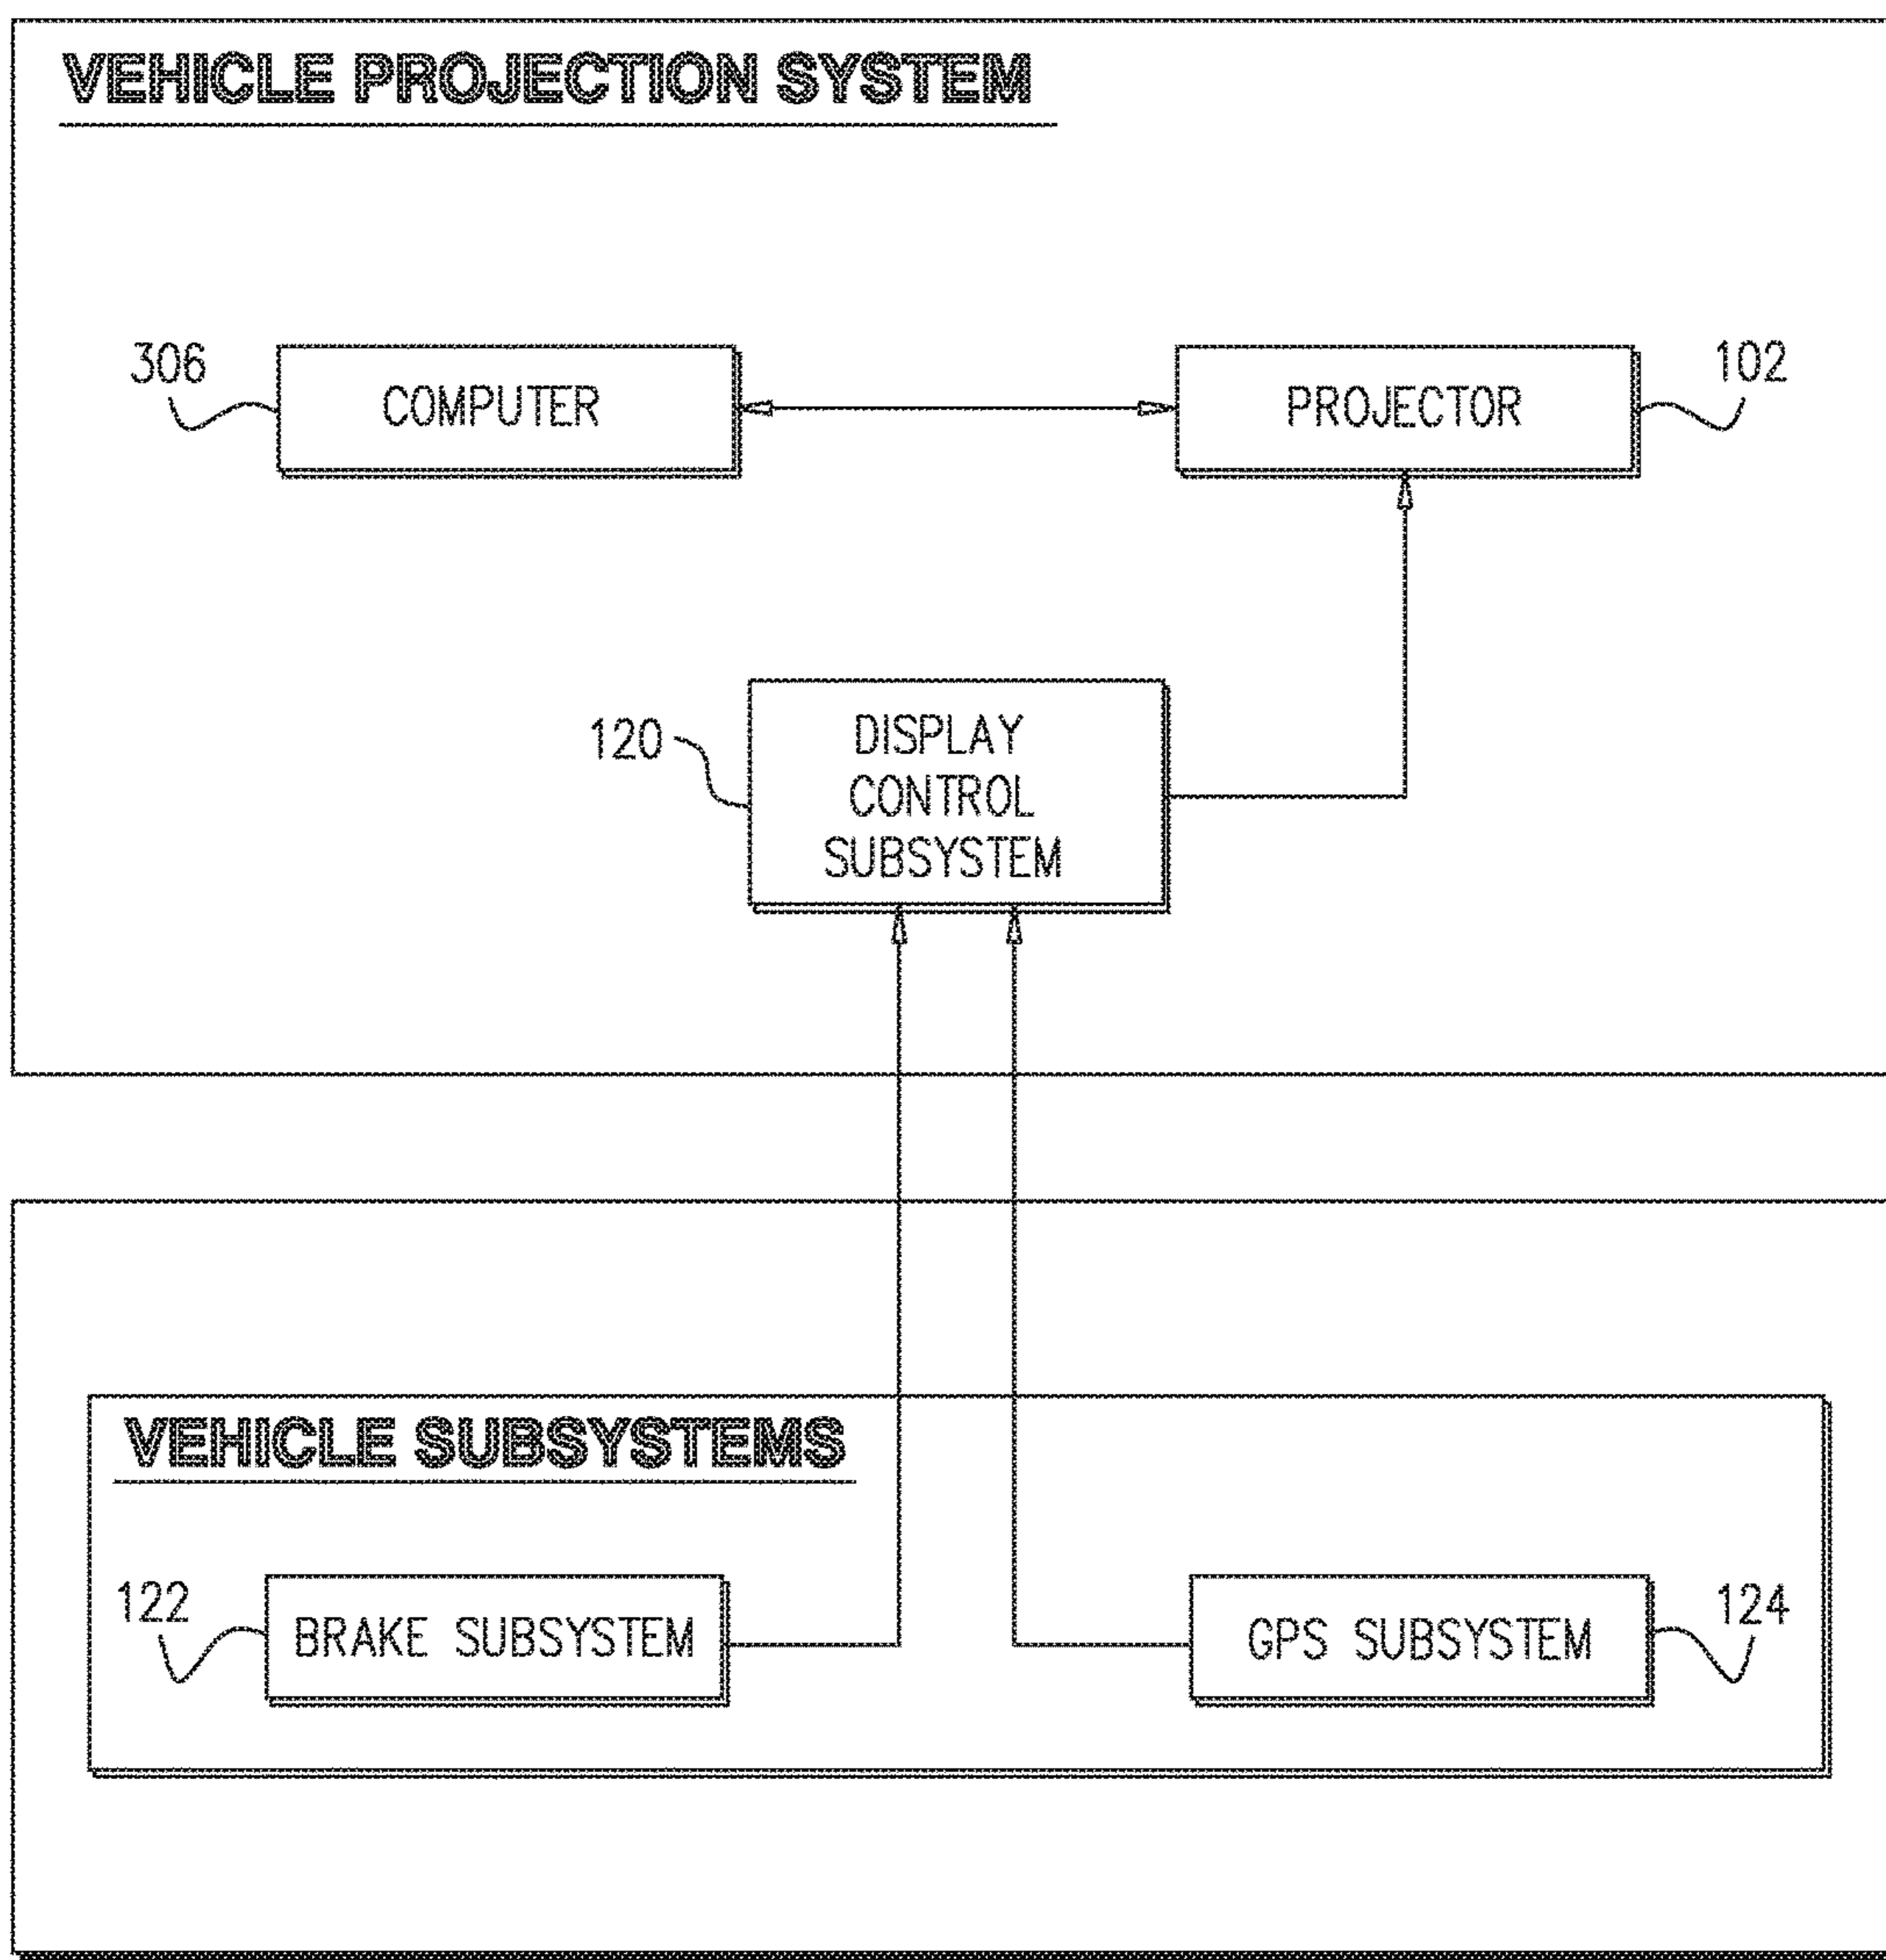 VEHICLE PROJECTION SYSTEM
306
COMPUTER
PROJECTOR
102
120
DISPLAY
CONTROL
SUBSYSTEM
VEHICLE SUBSYSTEMS
122
BRAKE SUBSYSTEM
GPS SUBSYSTEM
124